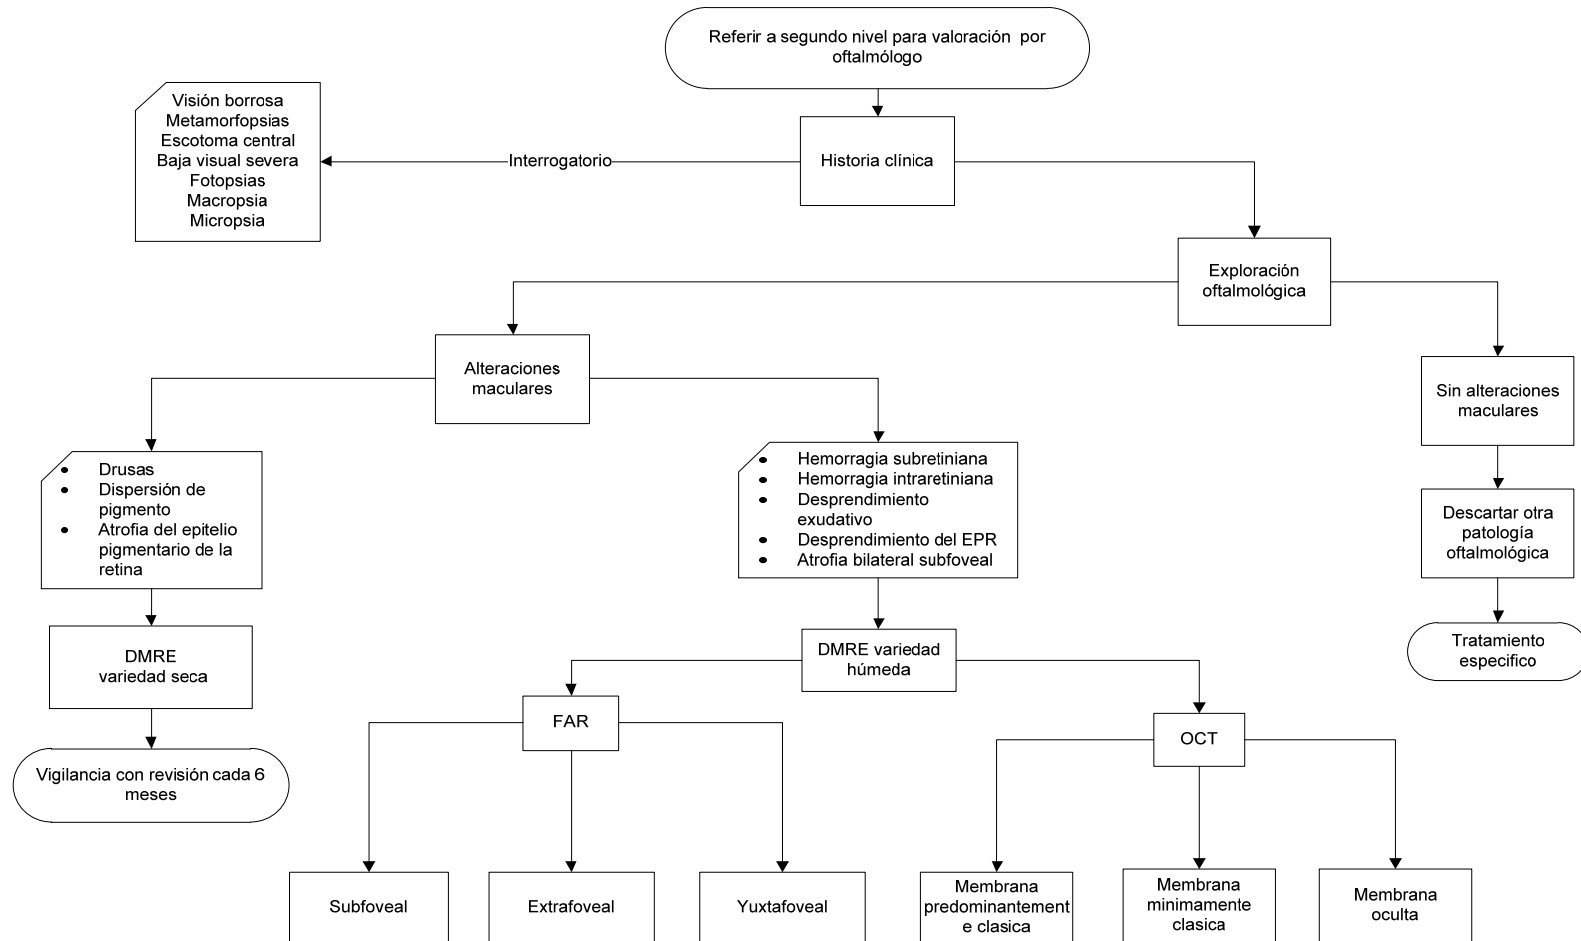 Referir a segundo nivel para valoración por
oftalmólogo
Visión borrosa
Metamorfopsias
Escotoma central
Baja visual severa
Fotopsias
Macropsia
Micropsia
Interrogatorio
Historia clínica
Exploración
oftalmológica
Alteraciones
maculares
Sin alteraciones
maculares
• Drusas
• Dispersión de
pigmento
• Atrofia del epitelio
pigmentario de la
retina
• Hemorragia subretiniana
• Hemorragia intraretiniana
• Desprendimiento
exudativo
• Desprendimiento del EPR
• Atrofia bilateral subfoveal
Descartar otra
patología
oftalmológica
DMRE
variedad seca
DMRE variedad
húmeda
Tratamiento
especifico
FAR
OCT
Vigilancia con revisión cada 6
meses
Subfoveal
Extrafoveal
Yuxtafoveal
Membrana
predominantement
e clasica
Membrana
minimamente
clasica
Membrana
oculta